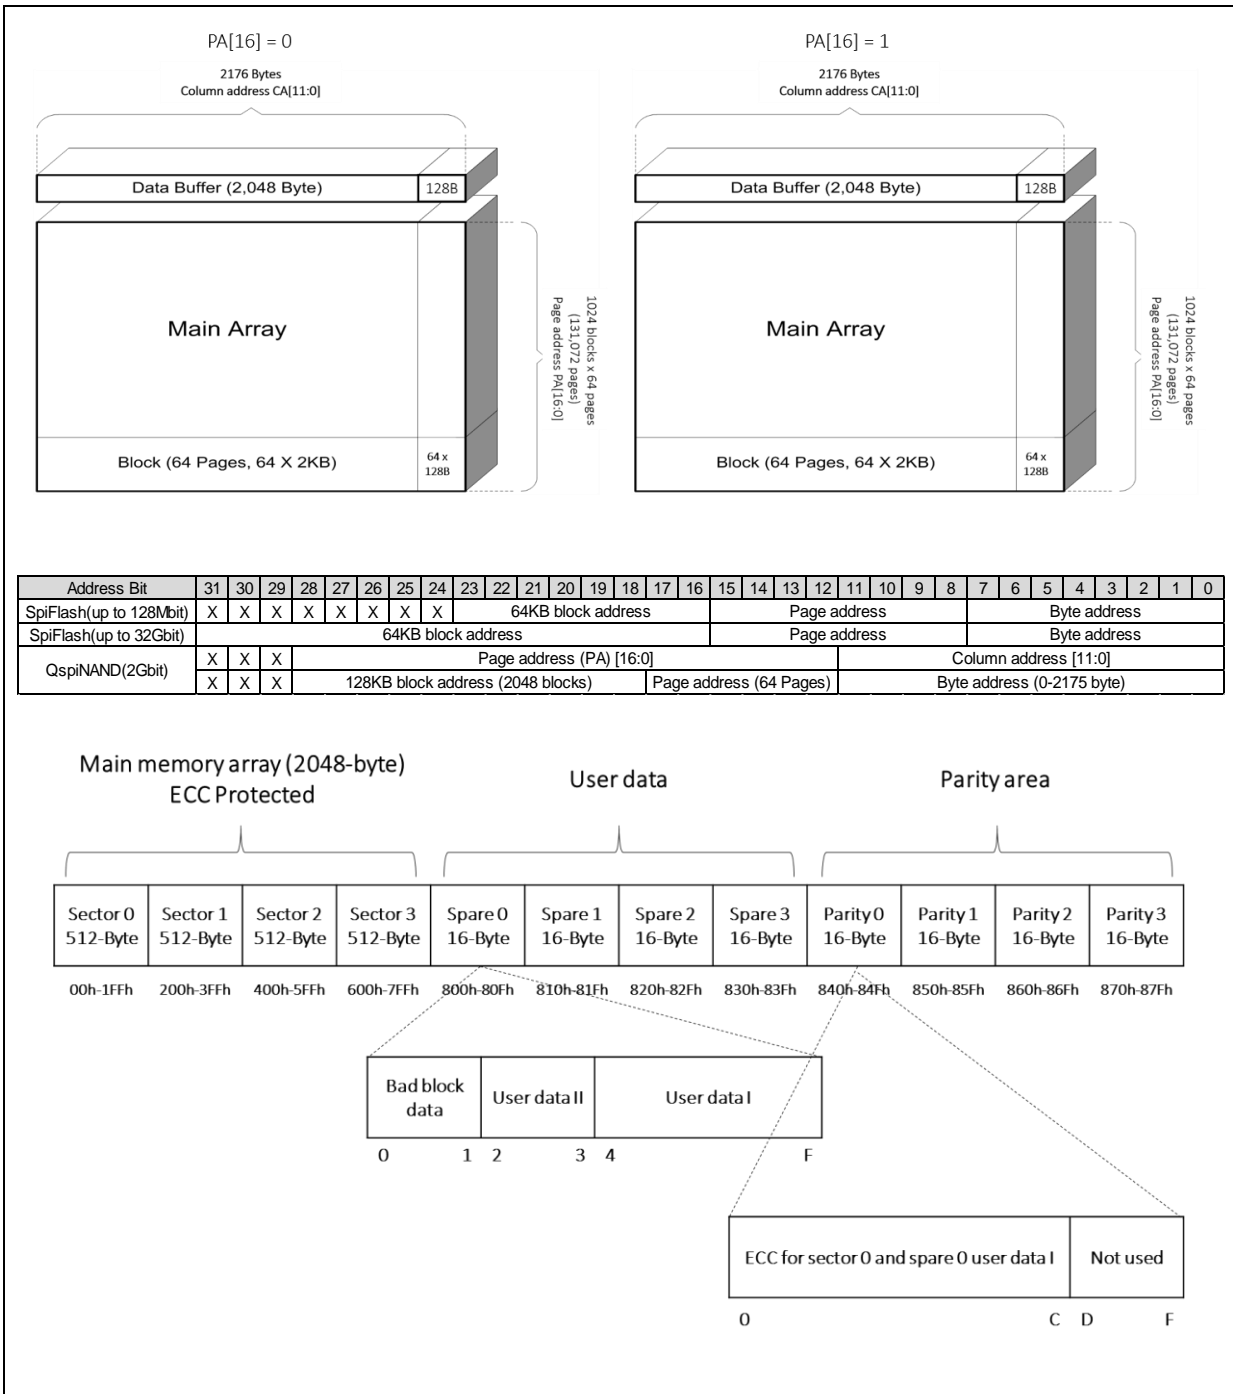 PA[16] = 0
2176 Bytes
Column address CA[11:0]
Data Buffer (2,048 Byte)
128B
Main Array
Block (64 Pages, 64 X 2KB)
64 x
128B
1024 blocks x 64 pages
(131,072 pages)
Page address PA[16:0]
PA[16] = 1
2176 Bytes
Column address CA[11:0]
Data Buffer (2,048 Byte)
128B
Main Array
Block (64 Pages, 64 X 2KB)
64 x
128B
1024 blocks x 64 pages
(131,072 pages)
Page address PA[16:0]
Address Bit 31 30 29 28 27 26 25 24 23 22 21 20 19 18 17 16 15 14 13 12 11 10 9 8 7 6 5 4 3 2 1 0
SpiFlash(up to 128Mbit) X X X X X X X X 64KB block address Page address Byte address
SpiFlash(up to 32Gbit) 64KB block address Page address Byte address
QspiNAND(2Gbit)
X X X Page address (PA) [16:0] Column address [11:0]
X X X 128KB block address (2048 blocks) Page address (64 Pages) Byte address (0-2175 byte)
Main memory array (2048-byte)
ECC Protected
User data
Parity area
Sector 0 Sector 1 Sector 2 Sector 3 Spare 0 Spare 1 Spare 2 Spare 3 Parity 0 Parity 1 Parity 2 Parity 3
512-Byte 512-Byte 512-Byte 512-Byte 16-Byte 16-Byte 16-Byte 16-Byte 16-Byte 16-Byte 16-Byte 16-Byte
00h-1FFh 200h-3FFh 400h-5FFh 600h-7FFh 800h-80Fh 810h-81Fh 820h-82Fh 830h-83Fh 840h-84Fh 850h-85Fh 860h-86Fh 870h-87Fh
Bad block
data
User data II
User data I
0 1 2 3 4 F
ECC for sector 0 and spare 0 user data I
Not used
0 C D F